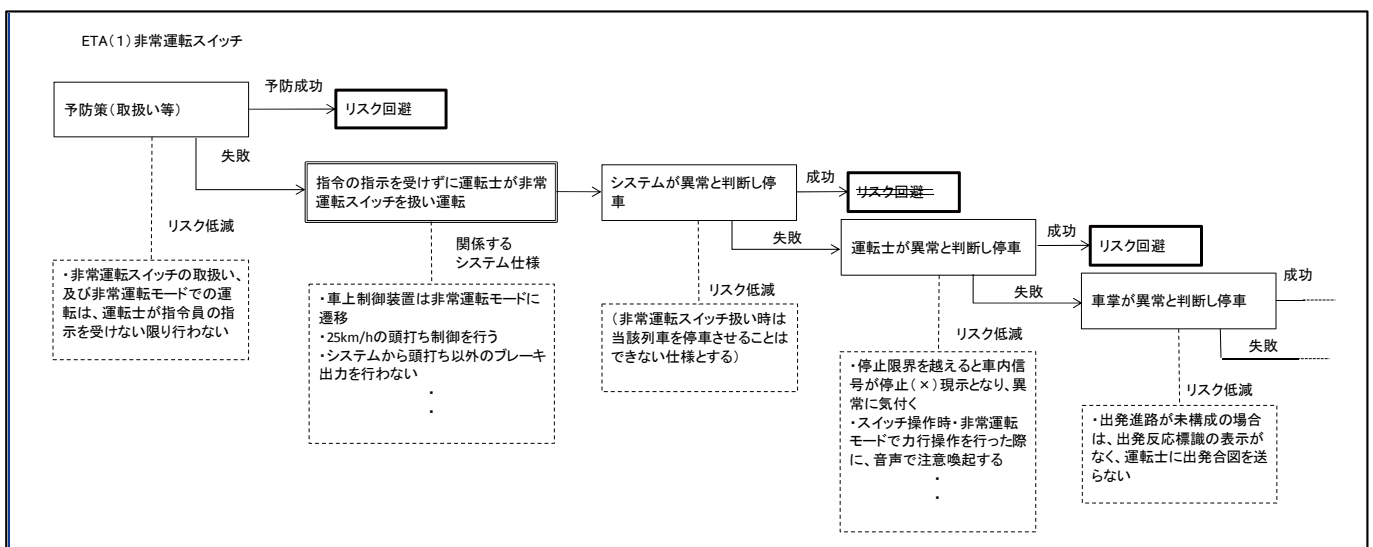 ETA(1)非常運転スイッチ
予防策(取扱い等)
予防成功
リスク回避
失敗
リスク低減
・非常運転スイッチの取扱い、
及び非常運転モードでの運
転は、運転士が指令員の指
示を受けない限り行わない
指令の指示を受けずに運転士が非常
運転スイッチを扱い運転
関係する
システム仕様
・車上制御装置は非常運転モードに
遷移
・25km/hの頭打ち制御を行う
・システムから頭打ち以外のブレーキ
出力を行わない
・
・
システムが異常と判断し停
車
成功
リスク回避
失敗
リスク低減
(非常運転スイッチ扱い時は
当該列車を停車させることは
できない仕様とする)
運転士が異常と判断し停車
成功
リスク回避
失敗
リスク低減
・停止限界を越えると車内信
号が停止(×)現示となり、異
常に気付く
・スイッチ操作時・非常運転
モードで力行操作を行った際
に、音声で注意喚起する
・
・
車掌が異常と判断し停車
成功
失敗
リスク低減
・出発進路が未構成の場合
は、出発反応標識の表示が
なく、運転士に出発合図を送
らない